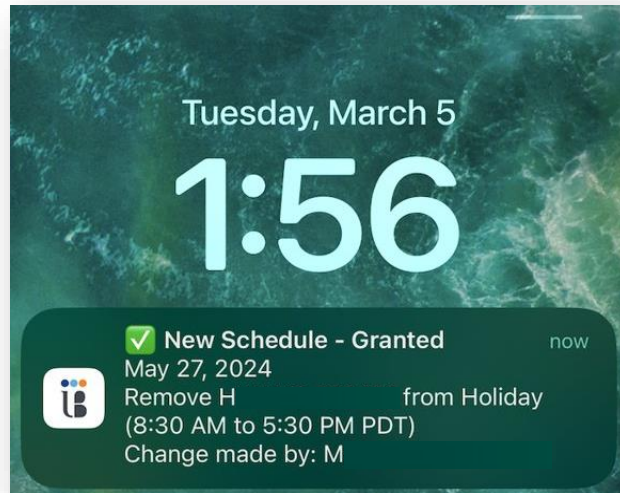 Tuesday, March 5
1:56
✅ New Schedule - Granted now
May 27, 2024
Remove H from Holiday
(8:30 AM to 5:30 PM PDT)
Change made by: M